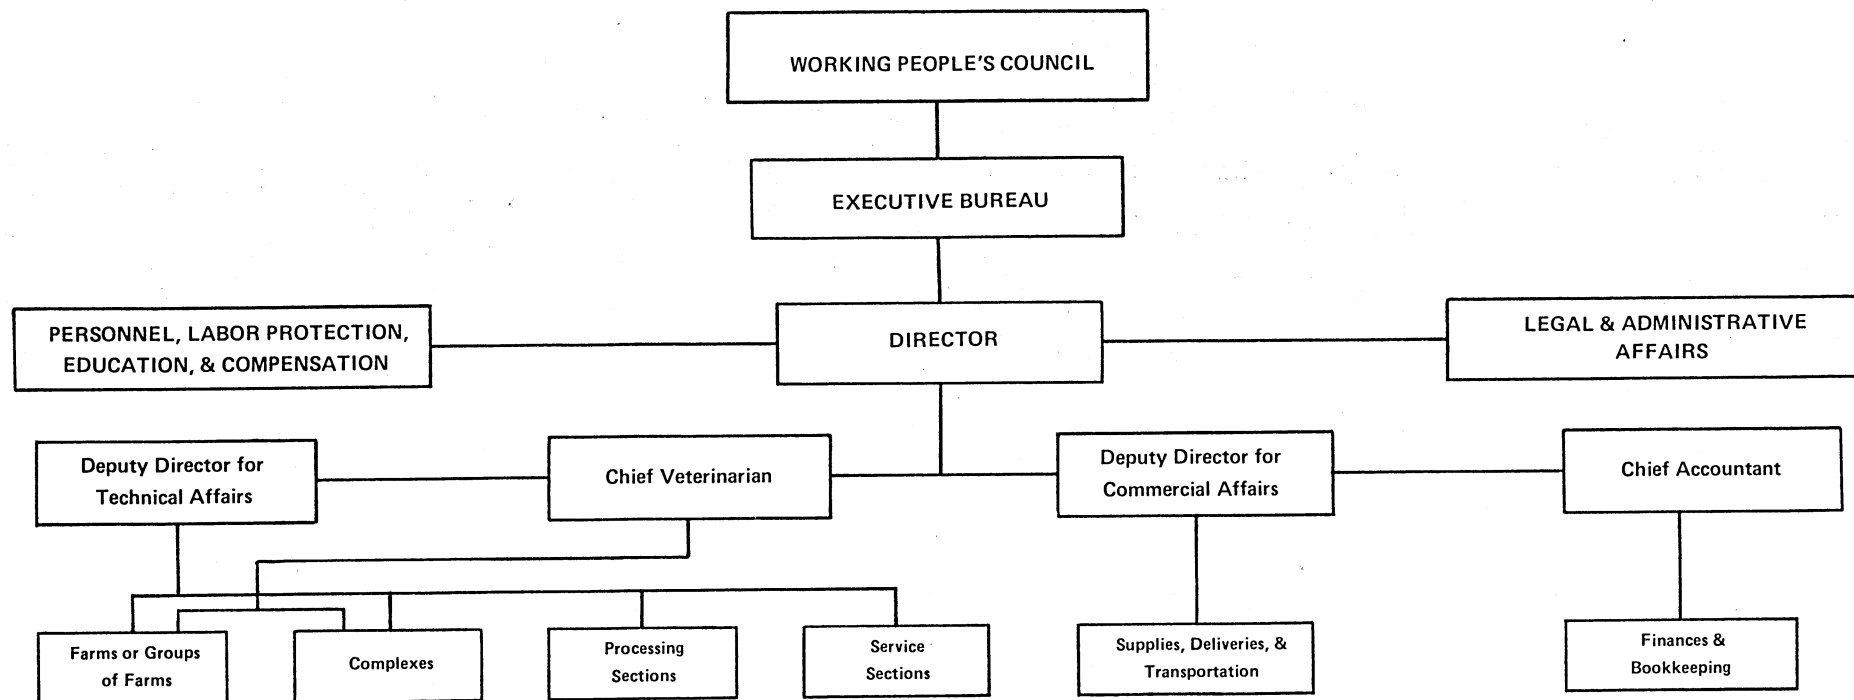 WORKING PEOPLE'S COUNCIL
EXECUTIVE BUREAU
PERSONNEL, LABOR PROTECTION,
EDUCATION, & COMPENSATION
DIRECTOR
LEGAL & ADMINISTRATIVE
AFFAIRS
Deputy Director for
Technical Affairs
Chief Veterinarian
Deputy Director for
Commercial Affairs
Chief Accountant
Farms or Groups
of Farms
Complexes
Processing
Sections
Service
Sections
Supplies, Deliveries, &
Transportation
Finances &
Bookkeeping